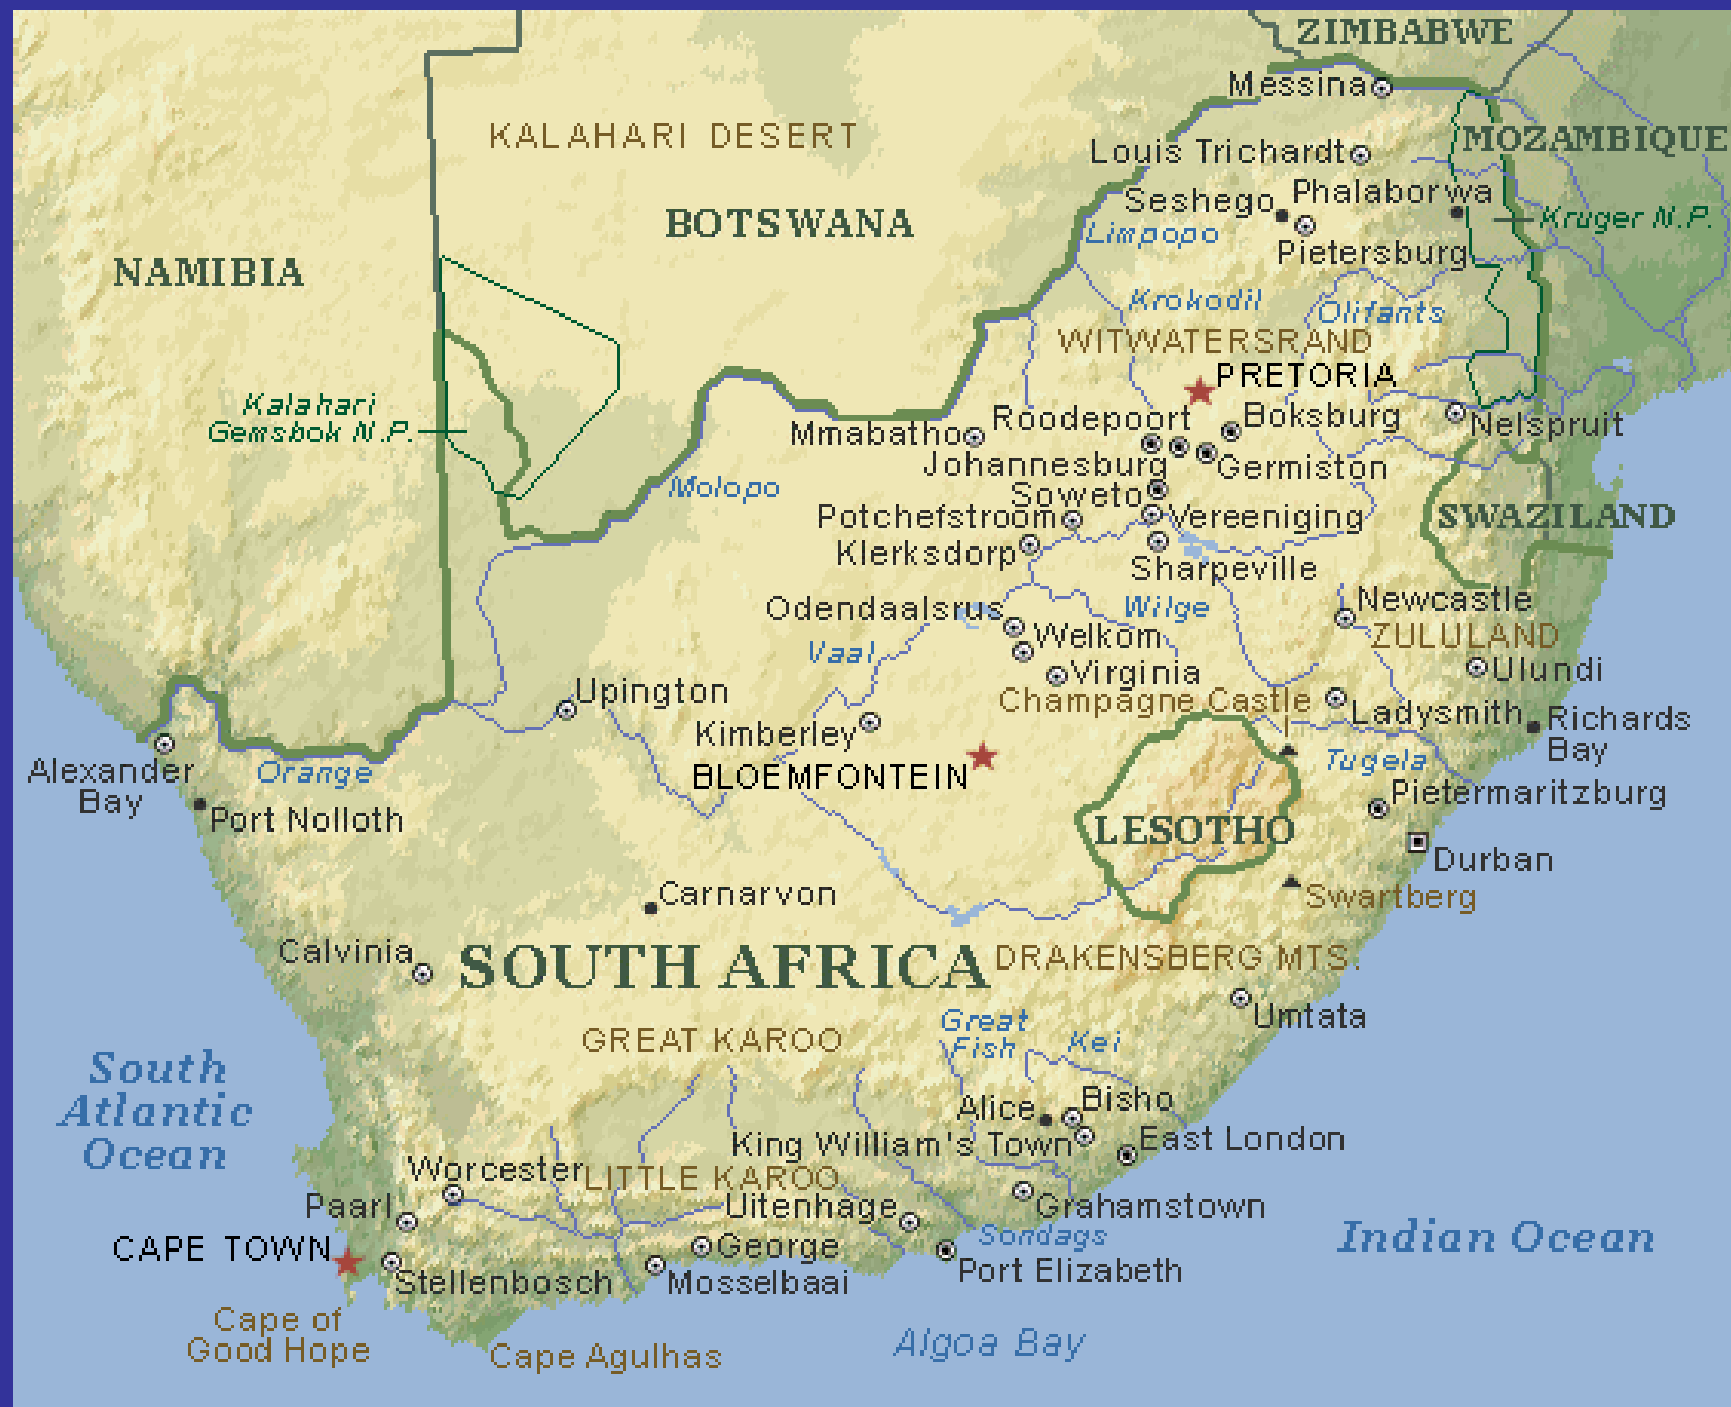 ZIMBABWE
Messina
KALAHARI DESERT
MOZAMBIQUE
Louis Trichardt
Seshego
Phalaborwa
BOTSWANA
Kruger N.P.
Limpopo
Pietersburg
NAMIBIA
Krokodil
Olifants
WITWATERSRAND
PRETORIA
Kalahari
Gemsbok N.P.
Roodepoort
Boksburg
Mmabatho
Nelspruit
Johannesburg
Germiston
Molopo
Soweto
Potchefstroom
Vereeniging
SWAZILAND
Klerksdorp
Sharpeville
Odendaalsrus
Wilge
Newcastle
Welkom
ZULULAND
Vaal
Virginia
Ulundi
Upington
Champagne Castle
Ladysmith
Richards
Bay
Kimberley
Tugela
BLOEMFONTEIN
Alexander
Bay
Orange
Pietermaritzburg
Port Nolloth
LESOTHO
Durban
Carnarvon
Swartberg
Calvinia
SOUTH AFRICA
DRAKENSBERG MTS.
Umtata
Great
Fish
Kei
GREAT KAROO
South
Atlantic
Ocean
Alice
Bisho
King William's Town
East London
Worcester
LITTLE KAROO
Paarl
Uitenhage
Grahamstown
Sondags
Indian Ocean
CAPE TOWN
George
Stellenbosch
Mosselbaai
Port Elizabeth
Cape of
Good Hope
Cape Agulhas
Algoa Bay